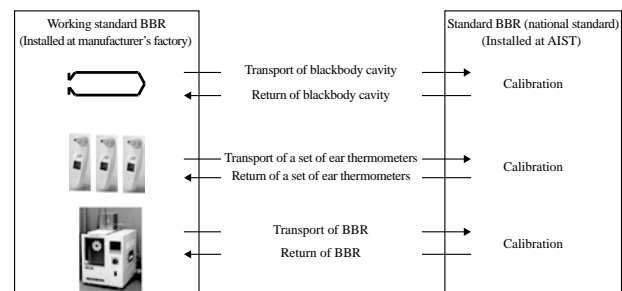 Working standard BBR
(Installed at manufacturer’s factory)
Standard BBR (national standard)
(Installed at AIST)
Transport of blackbody cavity
Return of blackbody cavity
Calibration
Transport of a set of ear thermometers
Return of a set of ear thermometers
Calibration
Transport of BBR
Return of BBR
Calibration